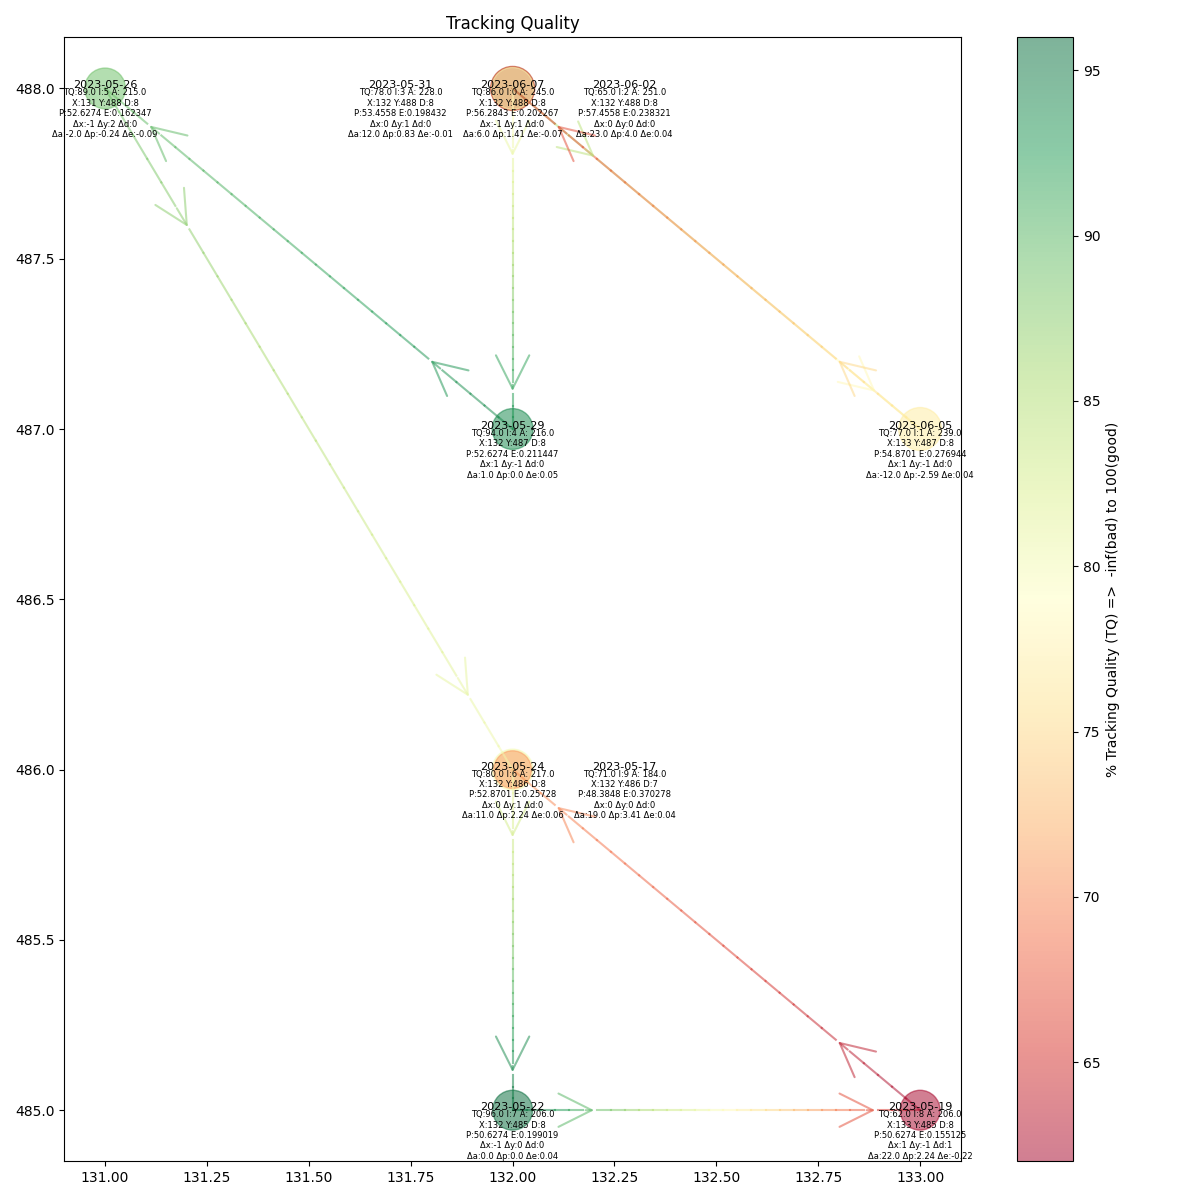 Tracking Quality
488.0
487.5
487.0
486.5
486.0
485.5
485.0
131.00
131.25
131.50
131.75
132.00
132.25
132.50
132.75
133.00
2023-05-26
TQ:89.0 I:5 A: 215.0
X:131 Y:488 D:8
P:52.6274 E:0.162347
Δx:-1 Δy:2 Δd:0
Δa:-2.0 Δp:-0.24 Δe:-0.09
2023-05-31
TQ:78.0 I:3 A: 228.0
X:132 Y:488 D:8
P:53.4558 E:0.198432
Δx:0 Δy:1 Δd:0
Δa:12.0 Δp:0.83 Δe:-0.01
2023-06-07
TQ:86.0 I:0 A: 245.0
X:132 Y:488 D:8
P:56.2843 E:0.202267
Δx:-1 Δy:1 Δd:0
Δa:6.0 Δp:1.41 Δe:-0.07
2023-06-02
TQ:65.0 I:2 A: 251.0
X:132 Y:488 D:8
P:57.4558 E:0.238321
Δx:0 Δy:0 Δd:0
Δa:23.0 Δp:4.0 Δe:0.04
2023-05-29
TQ:94.0 I:4 A: 216.0
X:132 Y:487 D:8
P:52.6274 E:0.211447
Δx:1 Δy:-1 Δd:0
Δa:1.0 Δp:0.0 Δe:0.05
2023-06-05
TQ:77.0 I:1 A: 239.0
X:133 Y:487 D:8
P:54.8701 E:0.276944
Δx:1 Δy:-1 Δd:0
Δa:-12.0 Δp:-2.59 Δe:0.04
2023-05-24
TQ:80.0 I:6 A: 217.0
X:132 Y:486 D:8
P:52.8701 E:0.25728
Δx:0 Δy:1 Δd:0
Δa:11.0 Δp:2.24 Δe:0.06
2023-05-17
TQ:71.0 I:9 A: 184.0
X:132 Y:486 D:7
P:48.3848 E:0.370278
Δx:0 Δy:0 Δd:0
Δa:19.0 Δp:3.41 Δe:0.04
2023-05-22
TQ:96.0 I:7 A: 206.0
X:132 Y:485 D:8
P:50.6274 E:0.199019
Δx:-1 Δy:0 Δd:0
Δa:0.0 Δp:0.0 Δe:0.04
2023-05-19
TQ:62.0 I:8 A: 206.0
X:133 Y:485 D:8
P:50.6274 E:0.155125
Δx:1 Δy:-1 Δd:1
Δa:22.0 Δp:2.24 Δe:-0.22
95
90
85
80
75
70
65
% Tracking Quality (TQ) => -inf(bad) to 100(good)